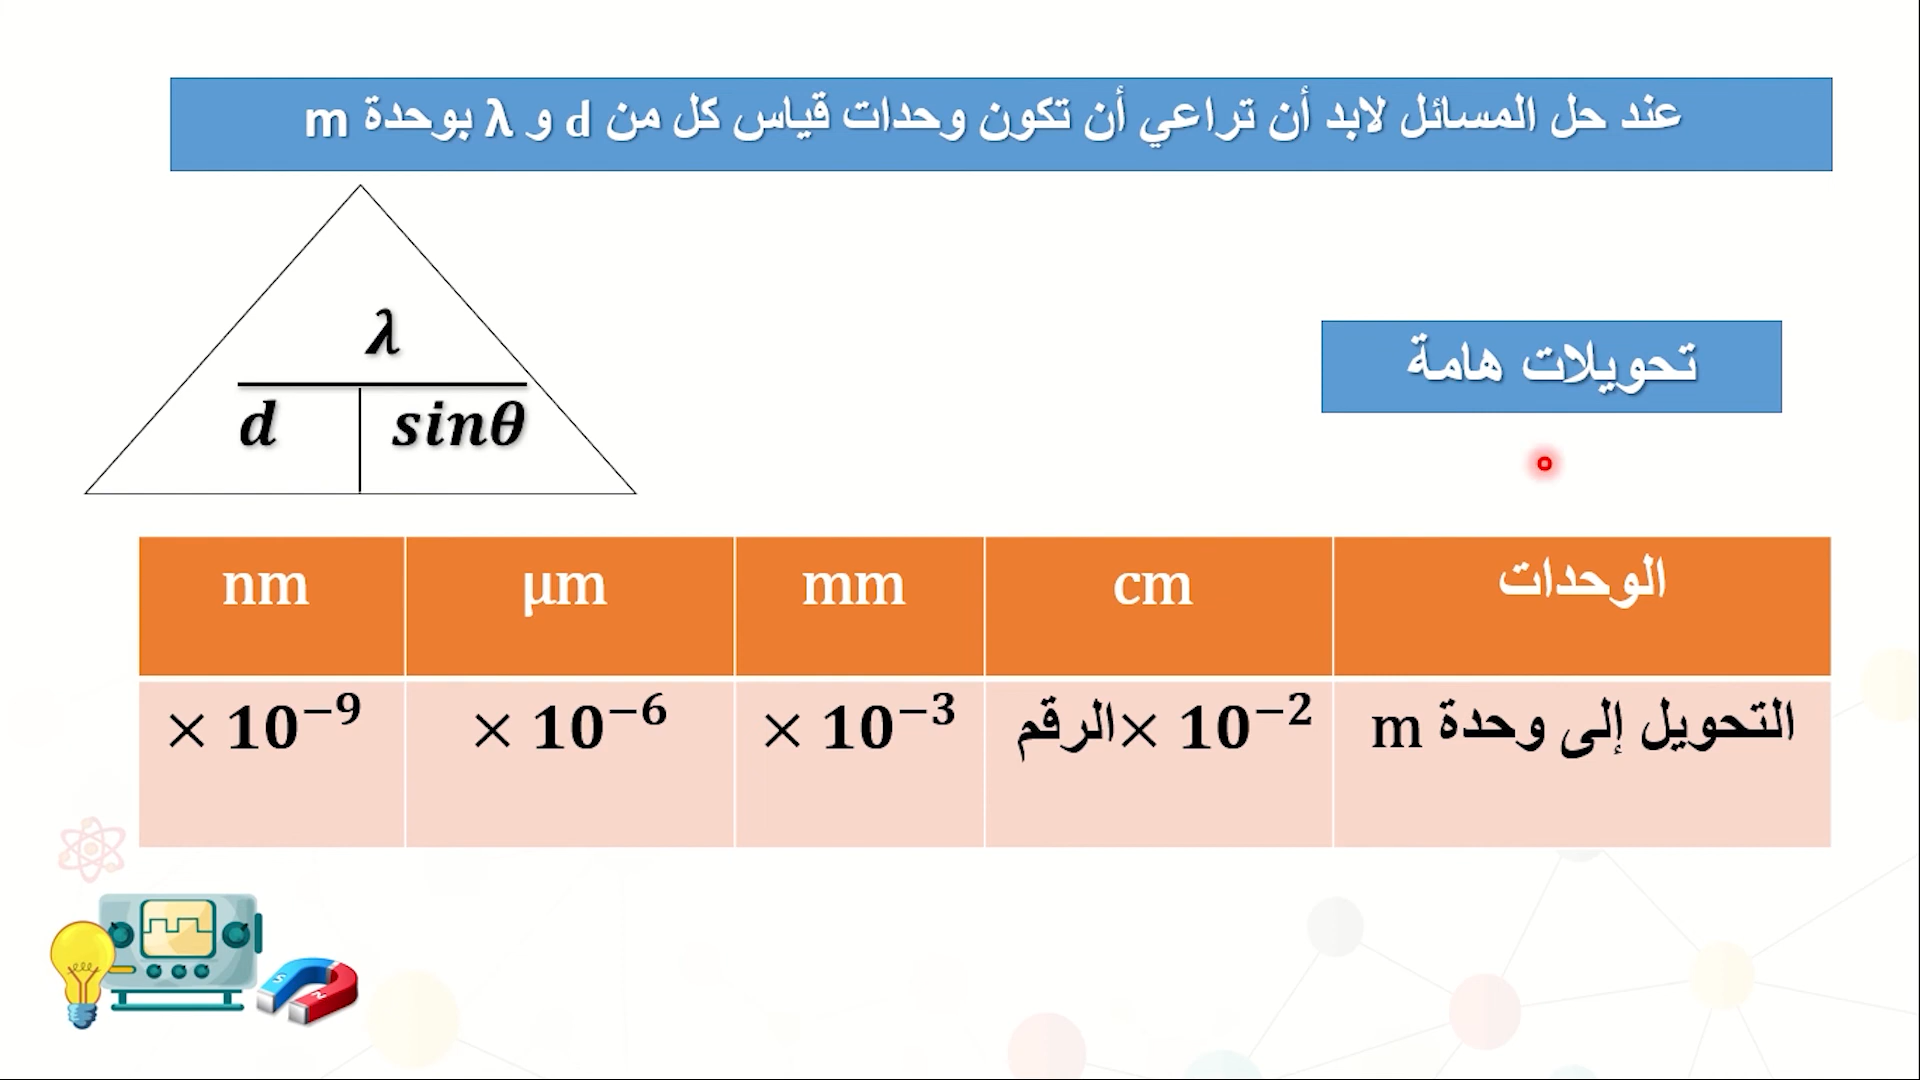 عند حل المسائل لابد أن تراعي أن تكون وحدات قياس كل من d و λ بوحدة m
λ
d sinθ
تحويلات هامة
الوحدات cm mm μm nm
التحويل إلى وحدة m الرقم× 10⁻² × 10⁻³ × 10⁻⁶ × 10⁻⁹
S
N